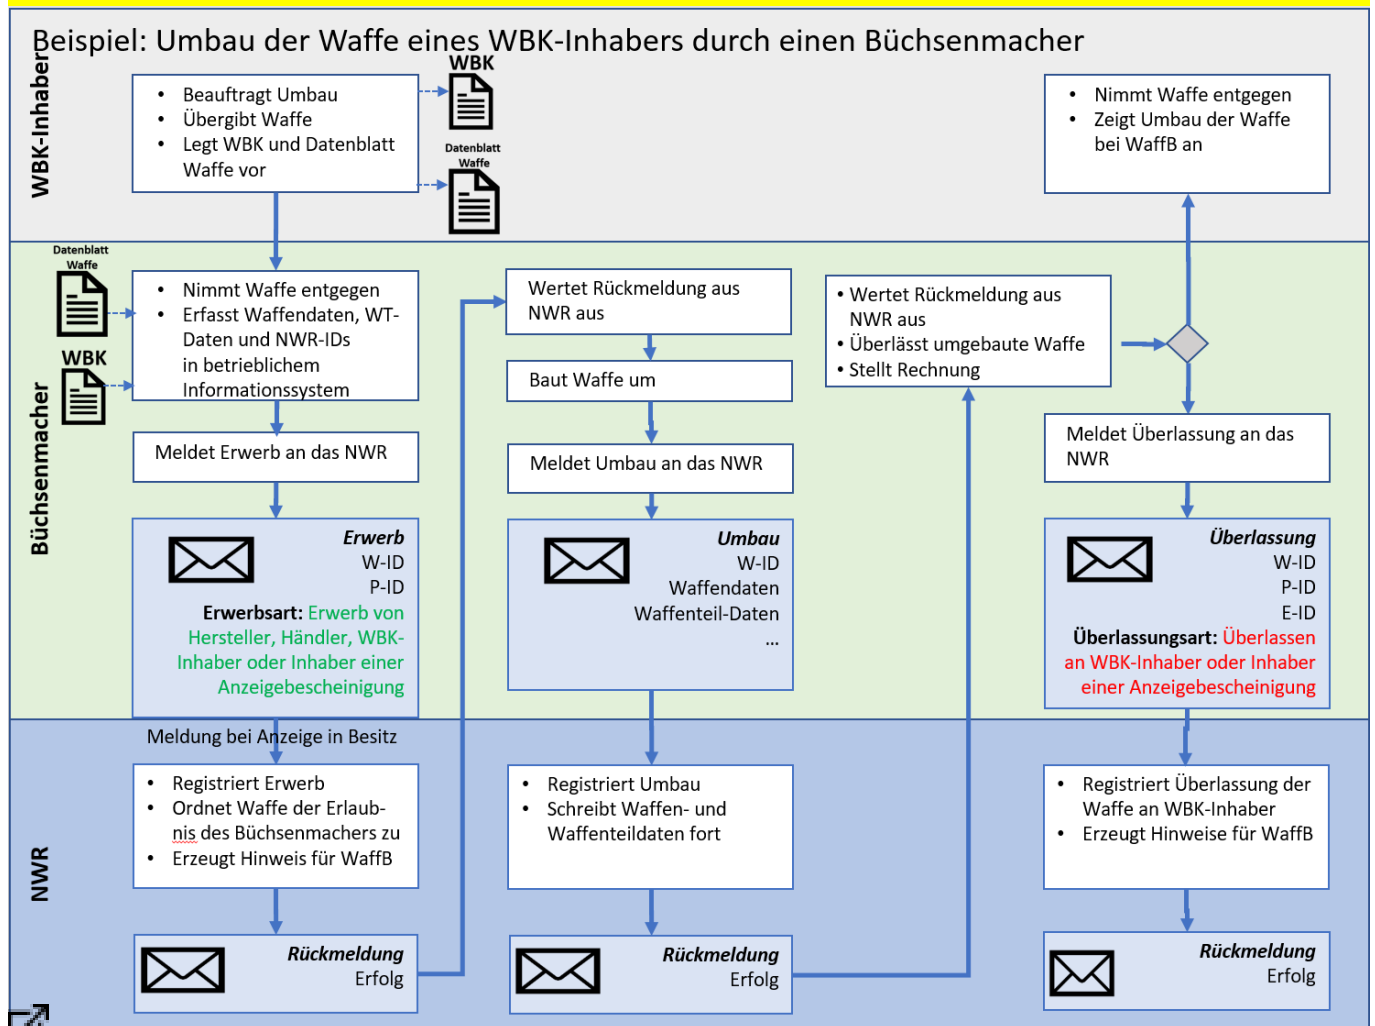 Beispiel: Umbau der Waffe eines WBK-Inhabers durch einen Büchsenmacher
WBK-Inhaber
• Beauftragt Umbau
• Übergibt Waffe
• Legt WBK und Datenblatt
Waffe vor
WBK
Datenblatt
Waffe
• Nimmt Waffe entgegen
• Zeigt Umbau der Waffe
bei WaffB an
Büchsenmacher
Datenblatt
Waffe
WBK
• Nimmt Waffe entgegen
• Erfasst Waffendaten, WT-
Daten und NWR-IDs
in betrieblichem
Informationssystem
Meldet Erwerb an das NWR
Erwerb
W-ID
P-ID
Erwerbsart: Erwerb von
Hersteller, Händler, WBK-
Inhaber oder Inhaber einer
Anzeigebescheinigung
Wertet Rückmeldung aus
NWR aus
Baut Waffe um
Meldet Umbau an das NWR
Umbau
W-ID
Waffendaten
Waffenteil-Daten
...
• Wertet Rückmeldung aus
NWR aus
• Überlässt umgebaute Waffe
• Stellt Rechnung
Meldet Überlassung an das
NWR
Überlassung
W-ID
P-ID
E-ID
Überlassungsart: Überlassen
an WBK-Inhaber oder Inhaber
einer Anzeigebescheinigung
NWR
Meldung bei Anzeige in Besitz
• Registriert Erwerb
• Ordnet Waffe der Erlaub-
nis des Büchsenmachers zu
• Erzeugt Hinweis für WaffB
Rückmeldung
Erfolg
• Registriert Umbau
• Schreibt Waffen- und
Waffenteildaten fort
Rückmeldung
Erfolg
• Registriert Überlassung der
Waffe an WBK-Inhaber
• Erzeugt Hinweise für WaffB
Rückmeldung
Erfolg